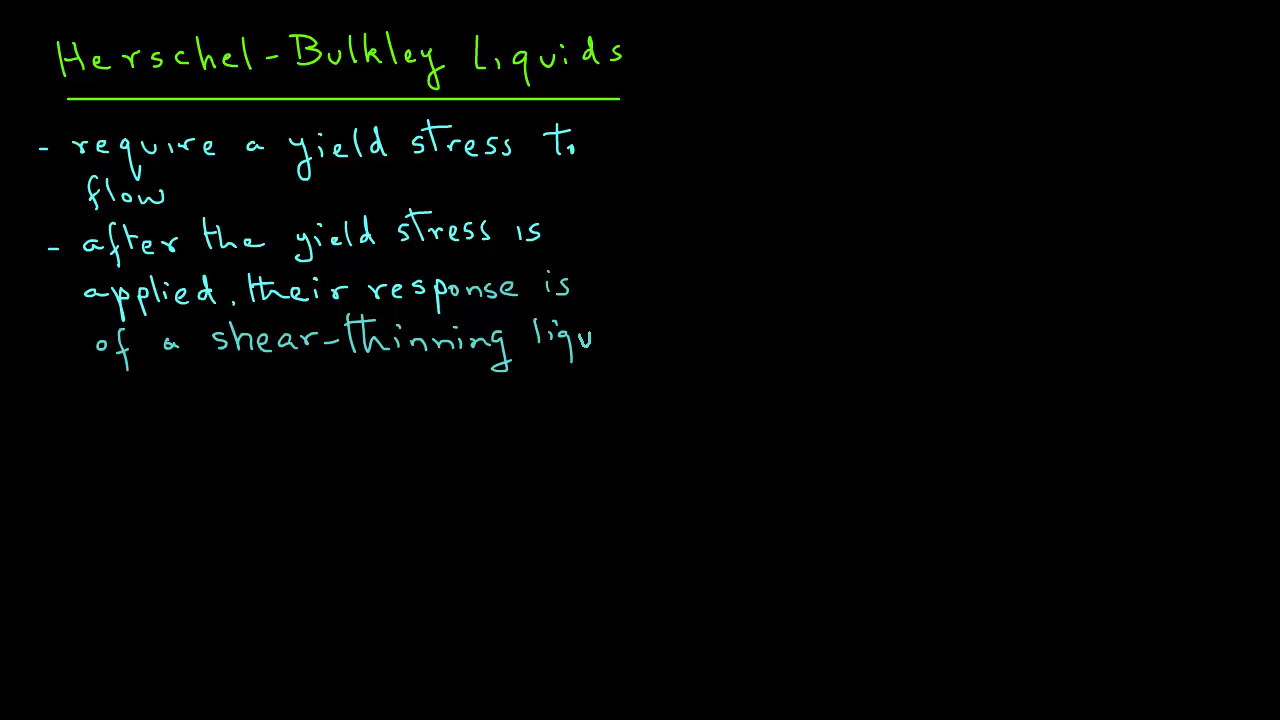 Herschel-Bulkley Liquids
- require a yield stress to
flow
- after the yield stress is
applied, their response is
of a shear-thinning liqu